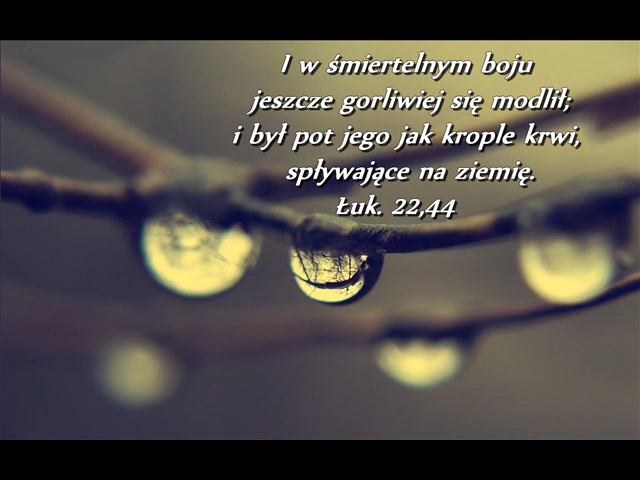 I w śmiertelnym boju
jeszcze gorliwiej się modlił;
i był pot jego jak krople krwi,
spływające na ziemię.
Łuk. 22,44